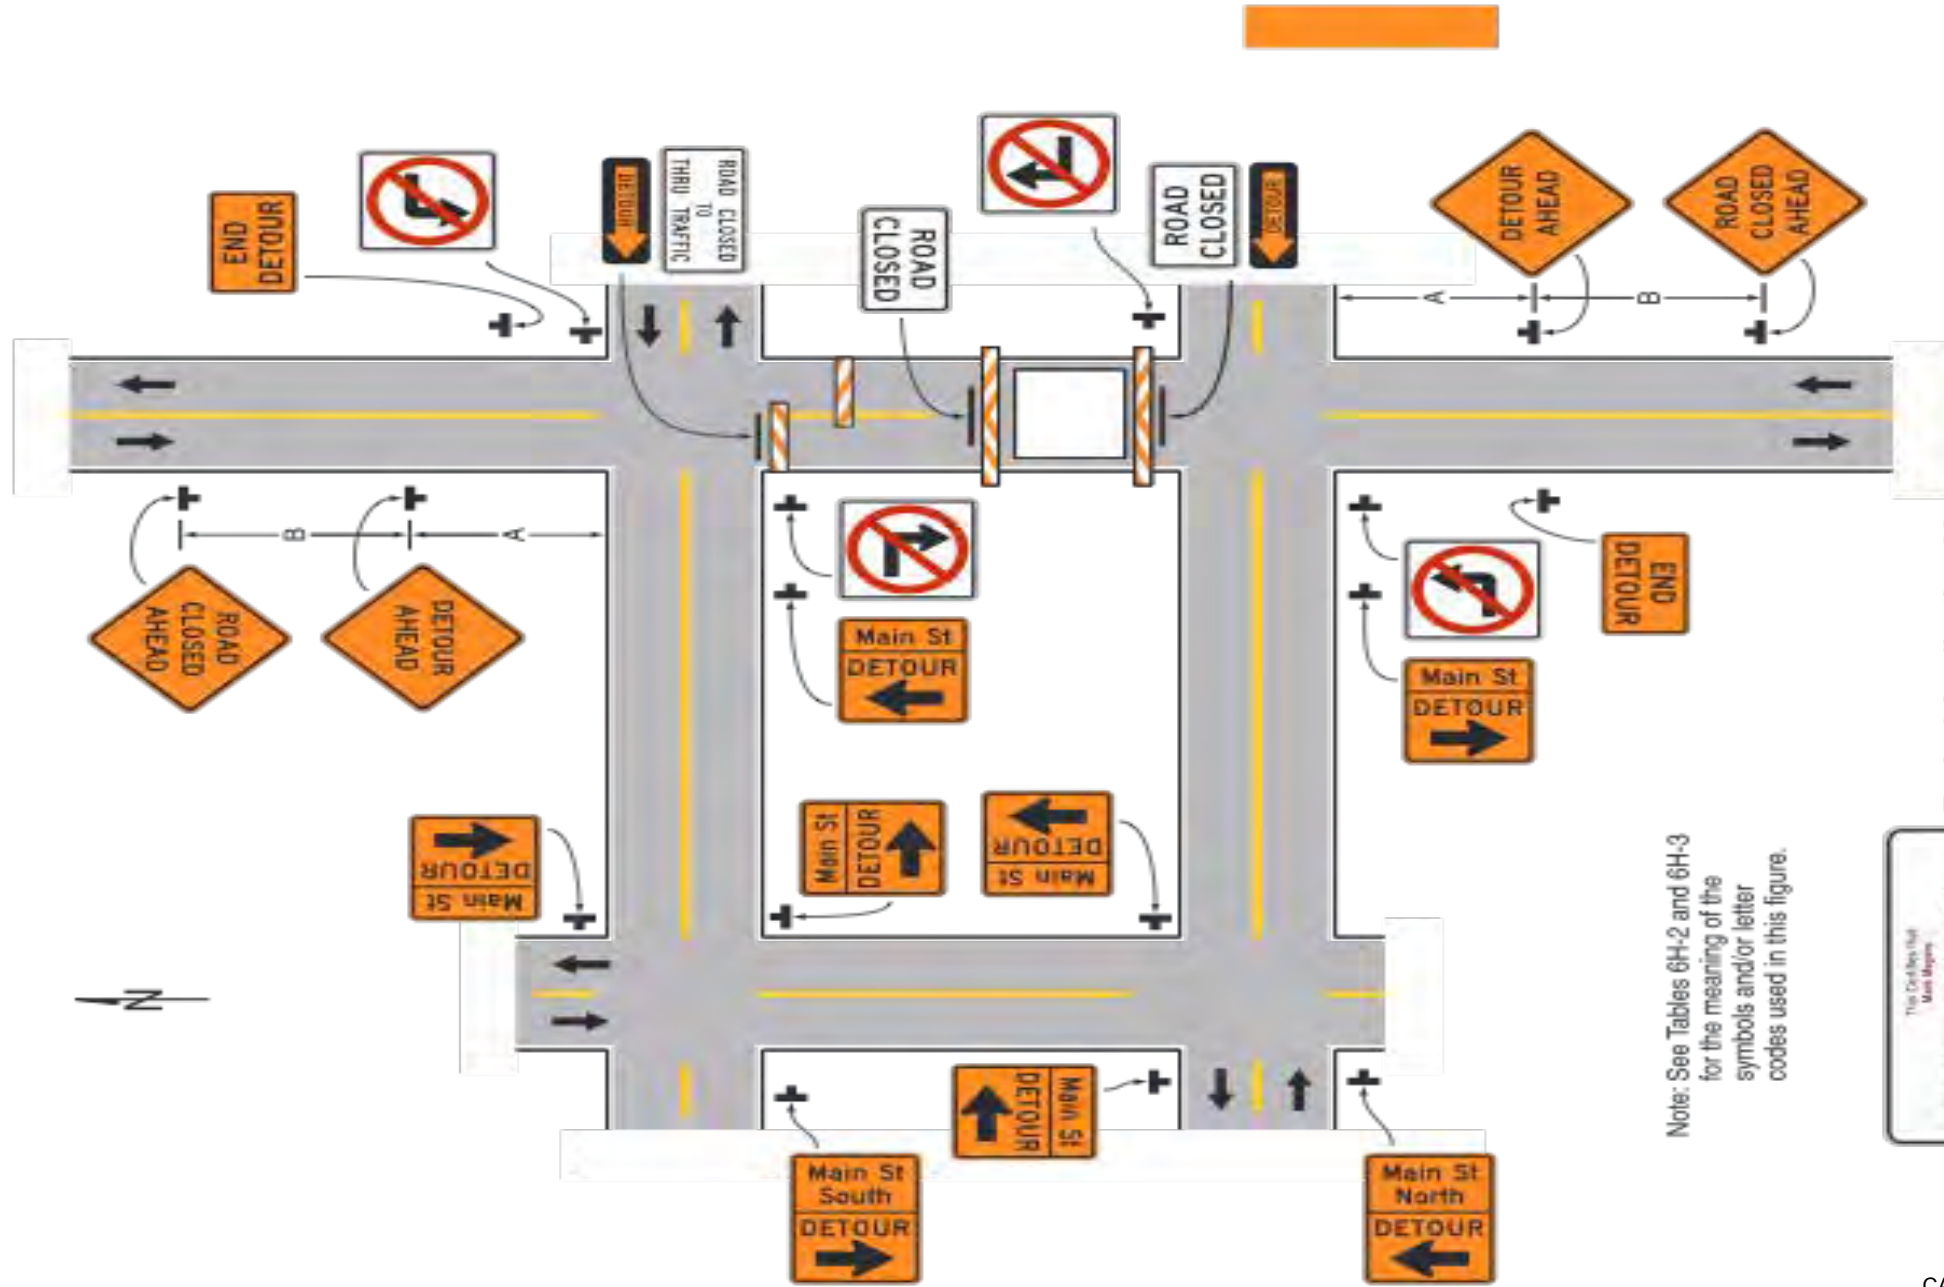 END
DETOUR
DETOUR
ROAD CLOSED
TO
THRU TRAFFIC
ROAD
CLOSED
ROAD
CLOSED
DETOUR
DETOUR
AHEAD
ROAD
CLOSED
AHEAD
A
B
B
A
ROAD
CLOSED
AHEAD
DETOUR
AHEAD
Main St
DETOUR
END
DETOUR
Main St
DETOUR
Main St
DETOUR
Main St
DETOUR
Main St
DETOUR
N
Main St
DETOUR
Main St
South
DETOUR
Main St
North
DETOUR
Note: See Tables 6H-2 and 6H-3
for the meaning of the
symbols and/or letter
codes used in this figure.